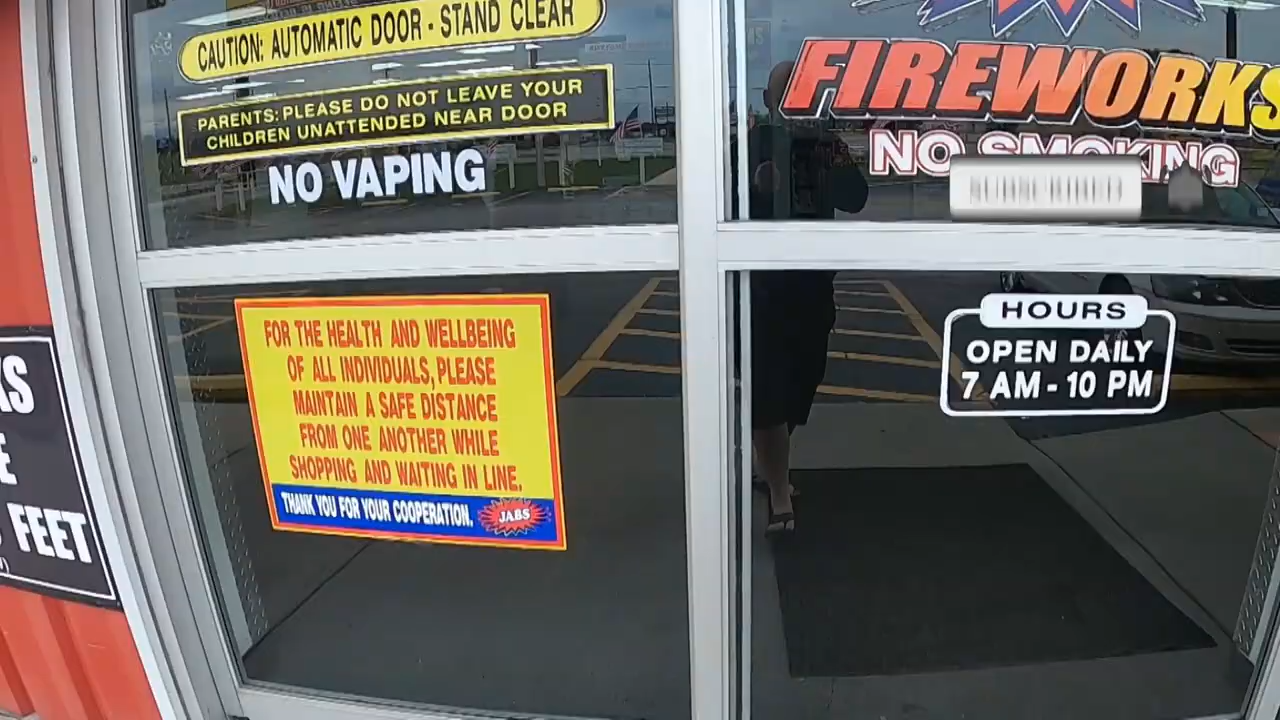 CAUTION: AUTOMATIC DOOR - STAND CLEAR
PARENTS: PLEASE DO NOT LEAVE YOUR
CHILDREN UNATTENDED NEAR DOOR
NO VAPING
FIREWORKS
NO SMOKING
FOR THE HEALTH AND WELLBEING
OF ALL INDIVIDUALS, PLEASE
MAINTAIN A SAFE DISTANCE
FROM ONE ANOTHER WHILE
SHOPPING AND WAITING IN LINE.
THANK YOU FOR YOUR COOPERATION.
JABS
HOURS
OPEN DAILY
7 AM - 10 PM
FEET